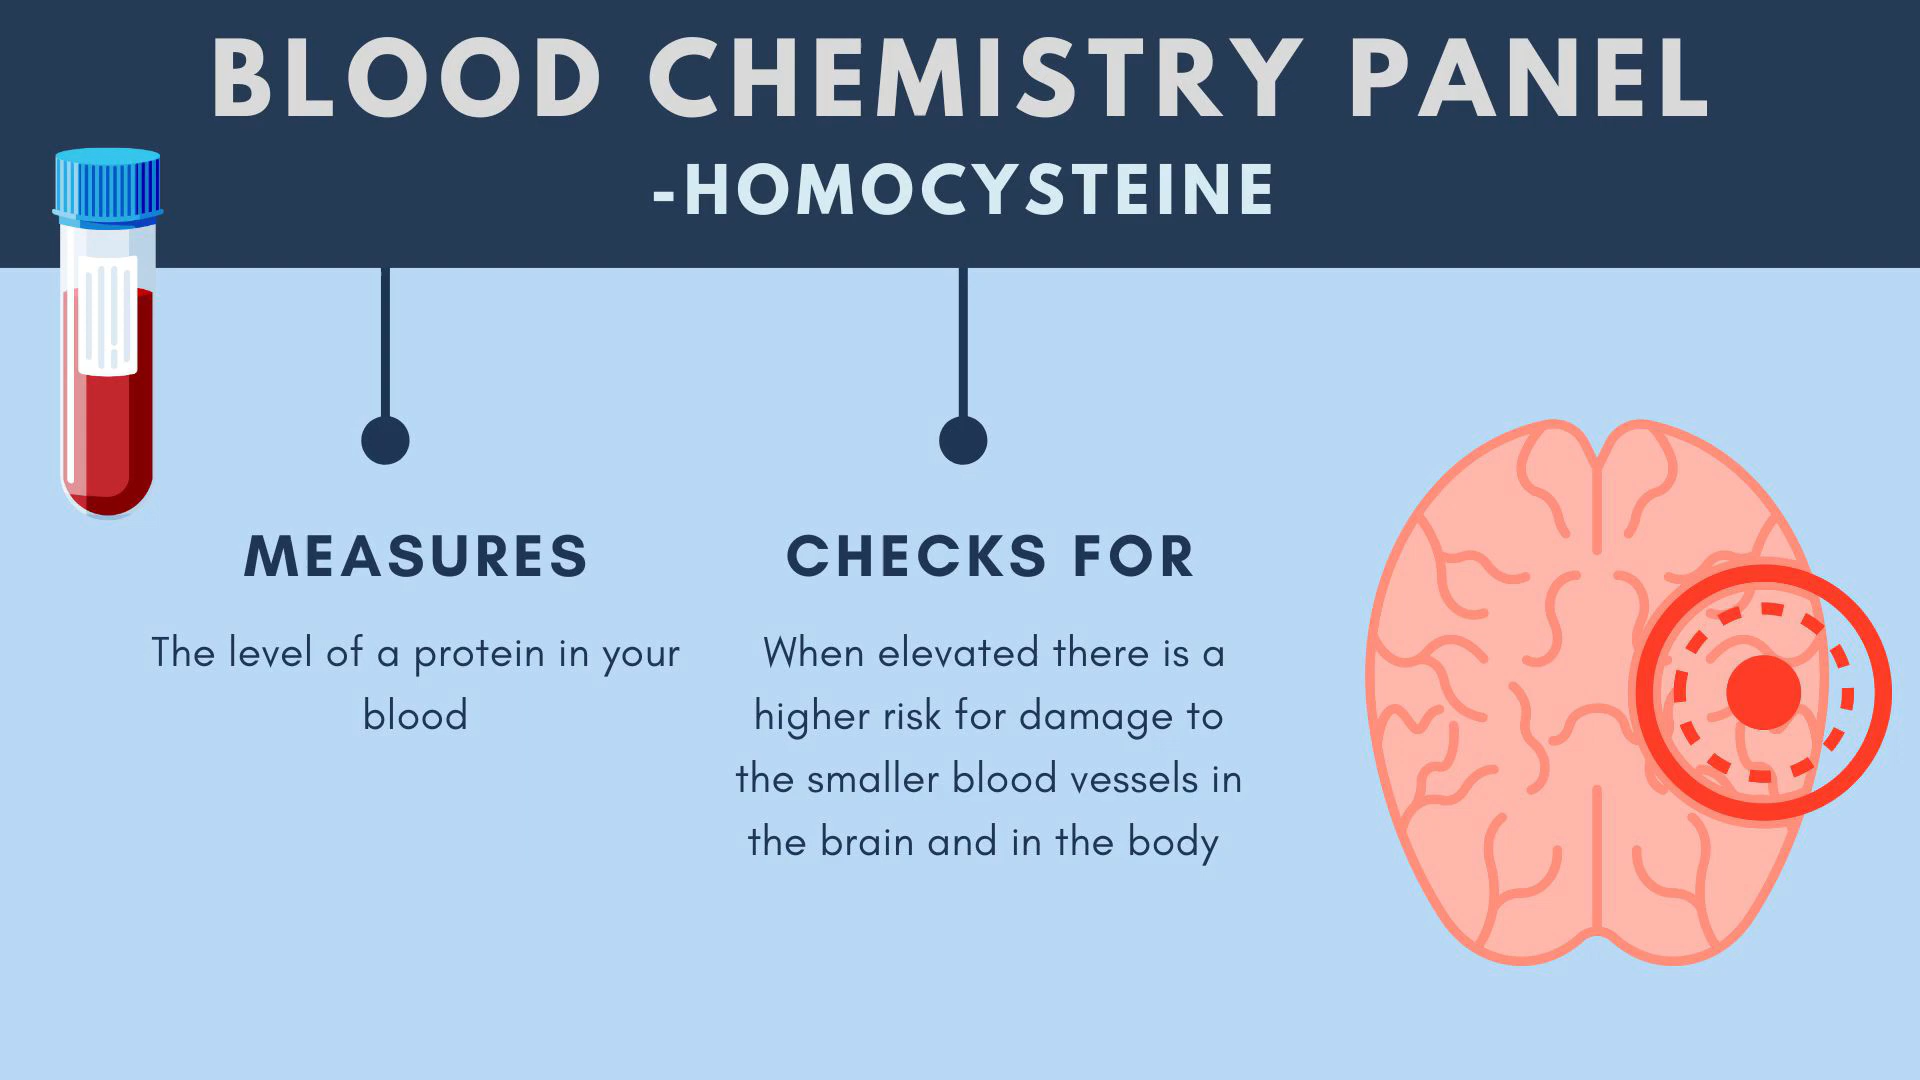 BLOOD CHEMISTRY PANEL
-HOMOCYSTEINE
MEASURES
The level of a protein in your
blood
CHECKS FOR
When elevated there is a
higher risk for damage to
the smaller blood vessels in
the brain and in the body